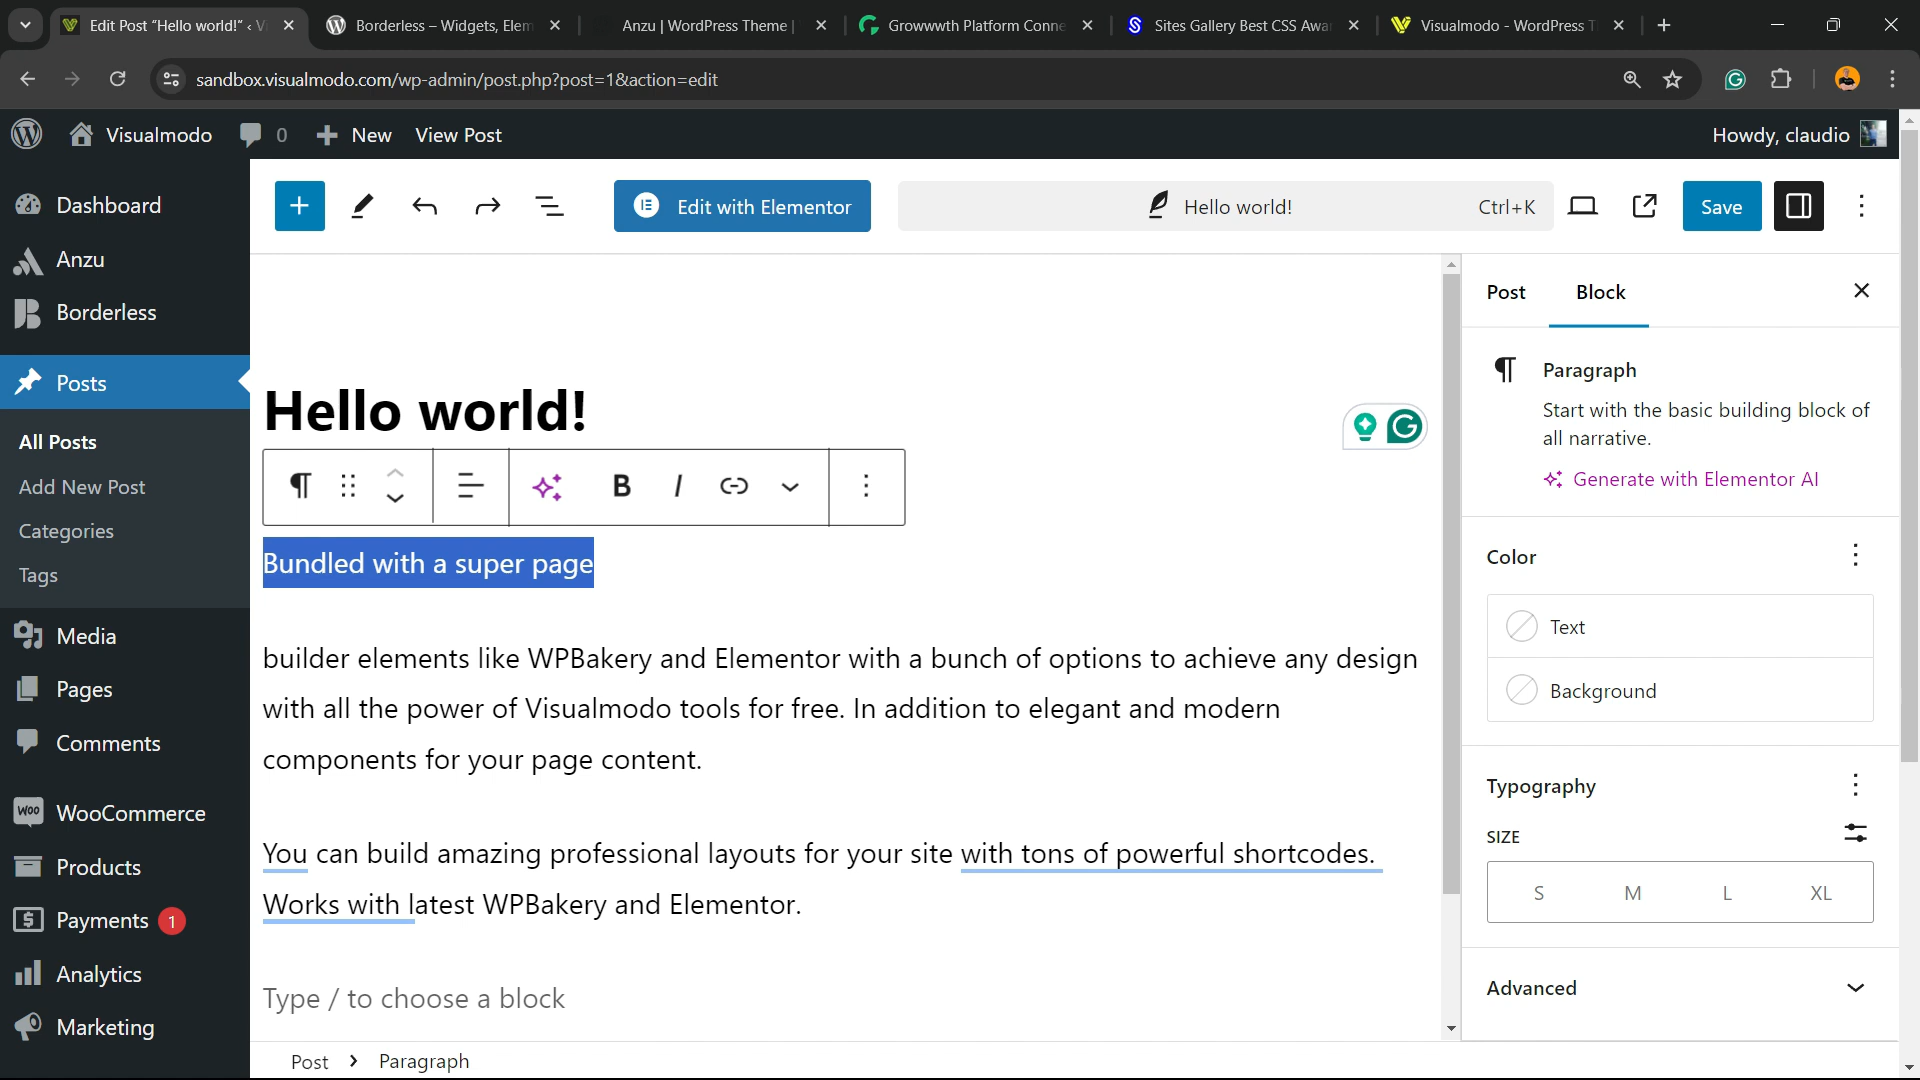 Edit Post “Hello world!” ‹ V
Borderless – Widgets, Elem
Anzu | WordPress Theme |
Growwwth Platform Conne
Sites Gallery Best CSS Awar
Visualmodo - WordPress T
sandbox.visualmodo.com/wp-admin/post.php?post=1&action=edit
Visualmodo
0
New
View Post
Howdy, claudio
Dashboard
Anzu
Borderless
Posts
All Posts
Add New Post
Categories
Tags
Media
Pages
Comments
WOO WooCommerce
Products
Payments 1
Analytics
Marketing
Edit with Elementor
Hello world!
Ctrl+K
Save
Hello world!
B I
Bundled with a super page
builder elements like WPBakery and Elementor with a bunch of options to achieve any design
with all the power of Visualmodo tools for free. In addition to elegant and modern
components for your page content.
You can build amazing professional layouts for your site with tons of powerful shortcodes.
Works with latest WPBakery and Elementor.
Type / to choose a block
Post Paragraph
Post
Block
Paragraph
Start with the basic building block of
all narrative.
Generate with Elementor AI
Color
Text
Background
Typography
SIZE
S M L XL
Advanced